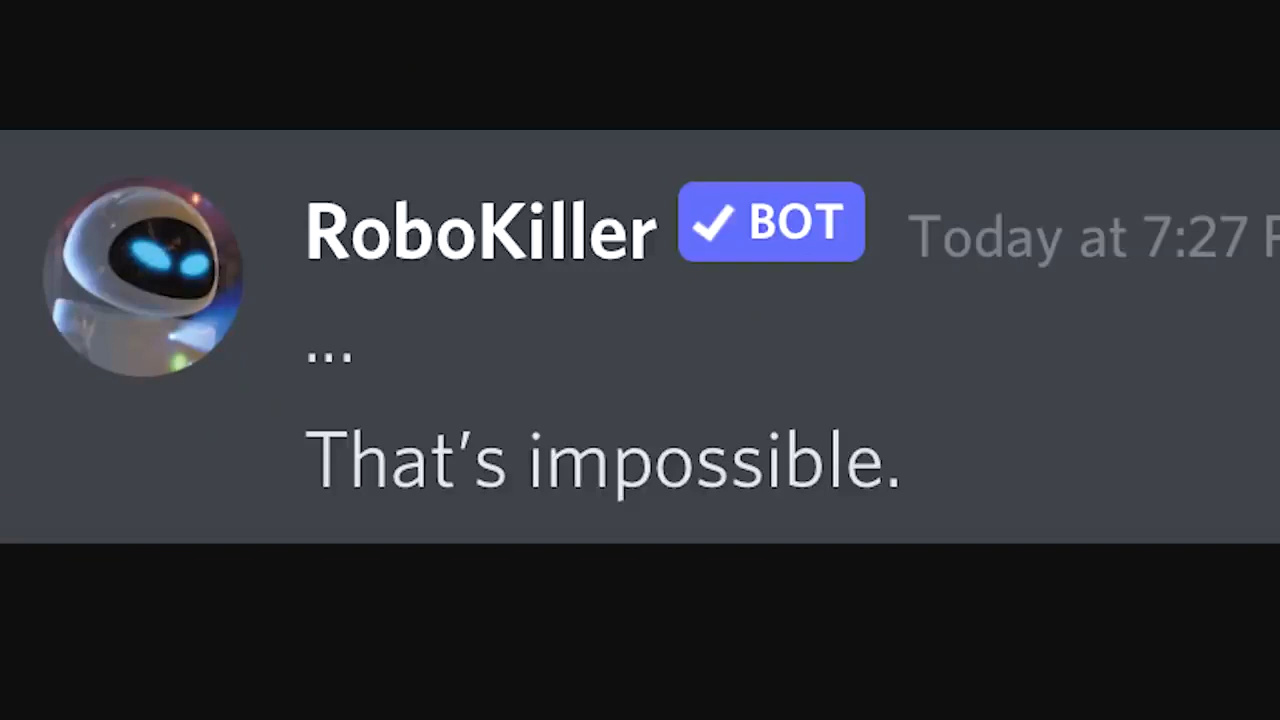 RoboKiller ✓ BOT Today at 7:27
...
That's impossible.